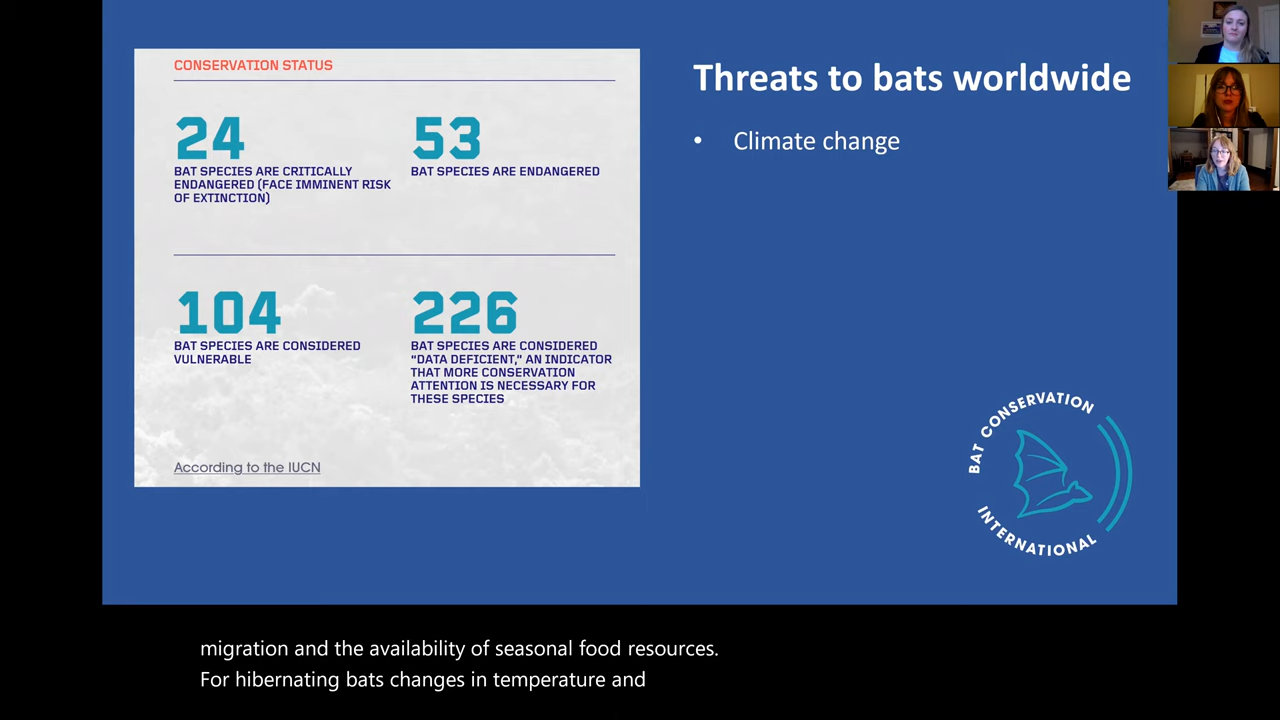 CONSERVATION STATUS
24
BAT SPECIES ARE CRITICALLY
ENDANGERED (FACE IMMINENT RISK
OF EXTINCTION)
53
BAT SPECIES ARE ENDANGERED
104
BAT SPECIES ARE CONSIDERED
VULNERABLE
226
BAT SPECIES ARE CONSIDERED
“DATA DEFICIENT,” AN INDICATOR
THAT MORE CONSERVATION
ATTENTION IS NECESSARY FOR
THESE SPECIES
According to the IUCN
Threats to bats worldwide
• Climate change
BAT CONSERVATION
INTERNATIONAL
migration and the availability of seasonal food resources.
For hibernating bats changes in temperature and